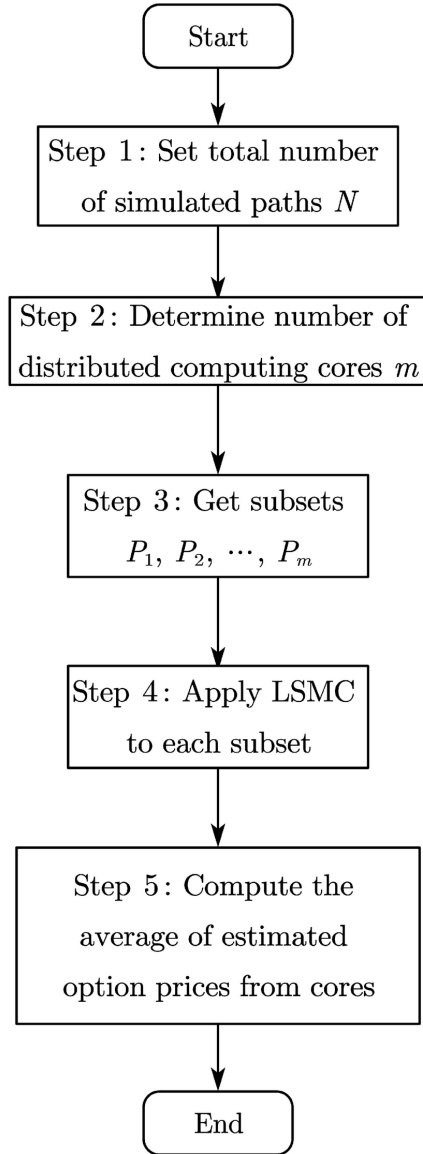 Start
Step 1: Set total number
of simulated paths N
Step 2: Determine number of
distributed computing cores m
Step 3: Get subsets
P₁, P₂, ⋯, Pₘ
Step 4: Apply LSMC
to each subset
Step 5: Compute the
average of estimated
option prices from cores
End